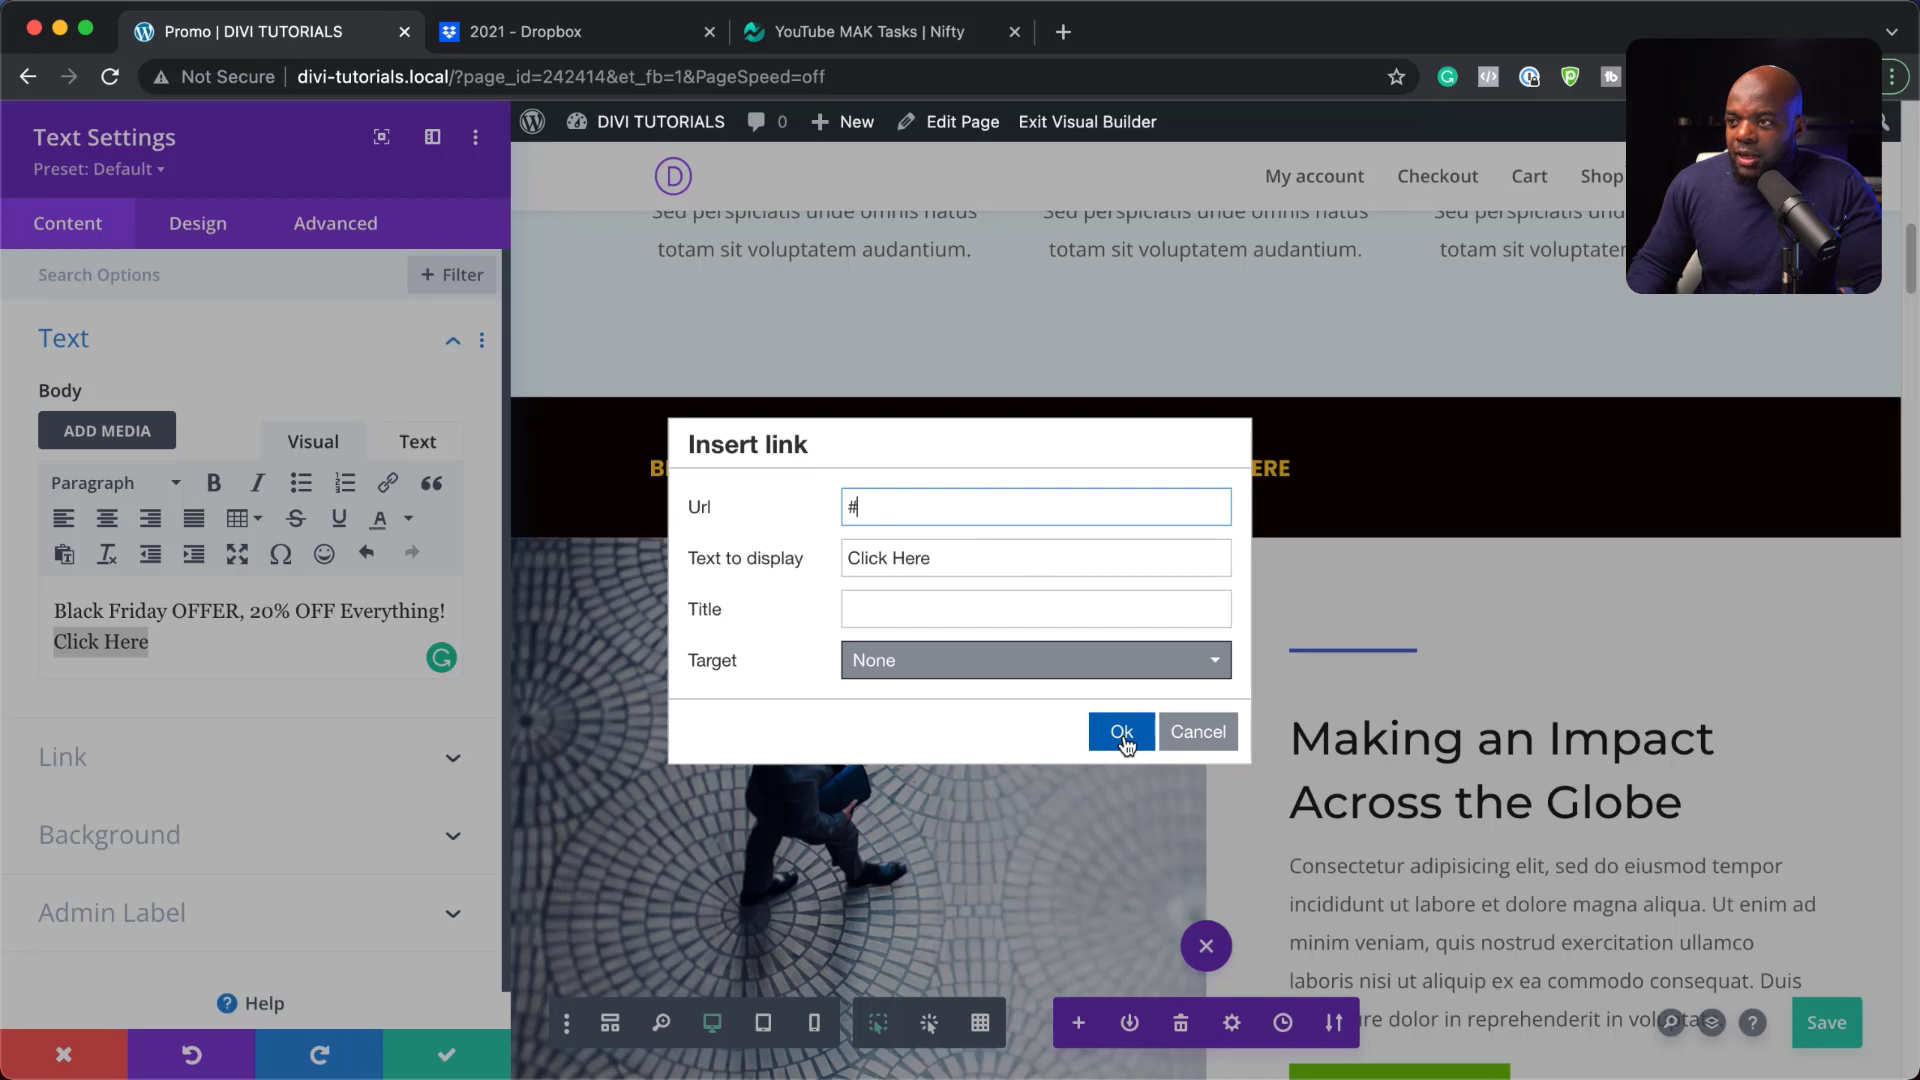 Promo | DIVI TUTORIALS
2021 - Dropbox
YouTube MAK Tasks | Nifty
Not Secure
divi-tutorials.local/?page_id=242414&et_fb=1&PageSpeed=off
Text Settings
Preset: Default
Content
Design
Advanced
Search Options
+ Filter
Text
Body
ADD MEDIA
Visual
Text
Paragraph
Black Friday OFFER, 20% OFF Everything!
Click Here
Link
Background
Admin Label
Help
DIVI TUTORIALS
0
New
Edit Page
Exit Visual Builder
My account
Checkout
Cart
Shop
Sed perspiciatis unde omnis natus
totam sit voluptatem audantium.
Sed perspiciatis unde omnis natus
totam sit voluptatem audantium.
Sed perspiciatis und
totam sit voluptate
ERE
Insert link
Url
#
Text to display
Click Here
Title
Target
None
Ok
Cancel
Making an Impact
Across the Globe
Consectetur adipisicing elit, sed do eiusmod tempor
incididunt ut labore et dolore magna aliqua. Ut enim ad
minim veniam, quis nostrud exercitation ullamco
laboris nisi ut aliquip ex ea commodo consequat. Duis
re dolor in reprehenderit in
Save